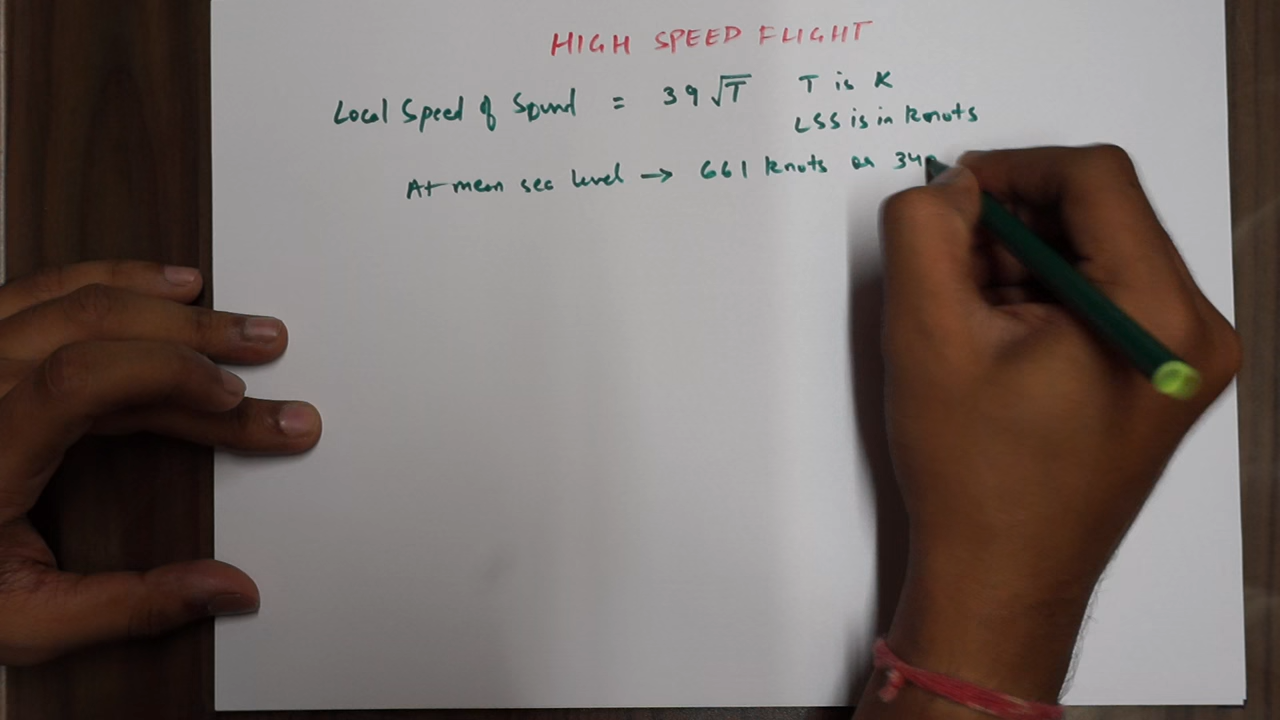 HIGH SPEED FLIGHT
Local Speed of Sound = 39√T T is K
LSS is in knots
At mean sea level → 661 knots or 340